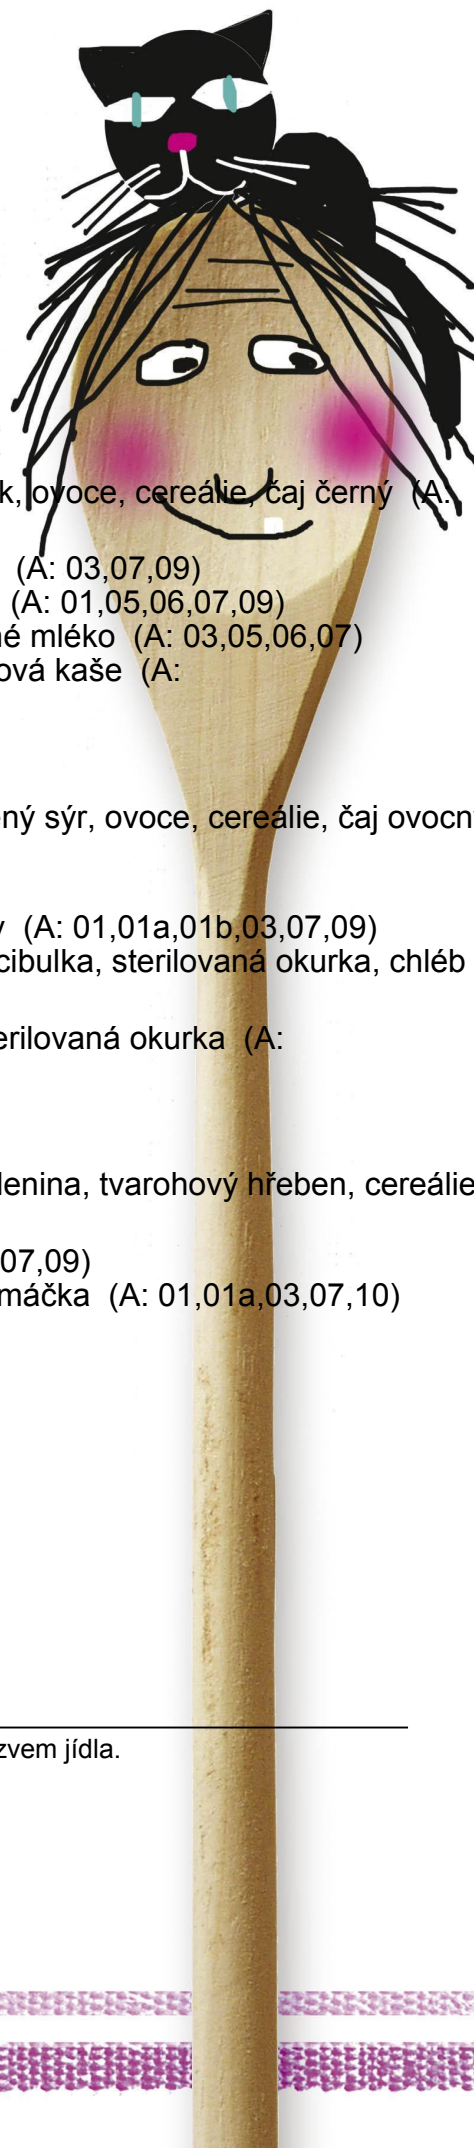 k, ovoce, cereálie, čaj černý (A:
(A: 03,07,09)
(A: 01,05,06,07,09)
né mléko (A: 03,05,06,07)
ová kaše (A:
ený sýr, ovoce, cereálie, čaj ovocn
y (A: 01,01a,01b,03,07,09)
cibulka, sterilovaná okurka, chléb
erilovaná okurka (A:
lenina, tvarohový hřeben, cereálie
07,09)
máčka (A: 01,01a,03,07,10)
zvem jídla.